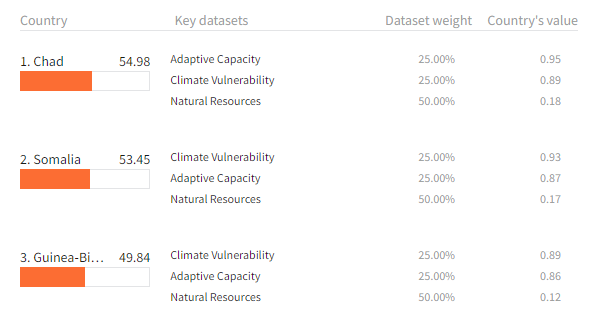 Country Key datasets Dataset weight Country's value
1. Chad 54.98 Adaptive Capacity 25.00% 0.95
Climate Vulnerability 25.00% 0.89
Natural Resources 50.00% 0.18
2. Somalia 53.45 Climate Vulnerability 25.00% 0.93
Adaptive Capacity 25.00% 0.87
Natural Resources 50.00% 0.17
3. Guinea-Bi... 49.84 Climate Vulnerability 25.00% 0.89
Adaptive Capacity 25.00% 0.86
Natural Resources 50.00% 0.12